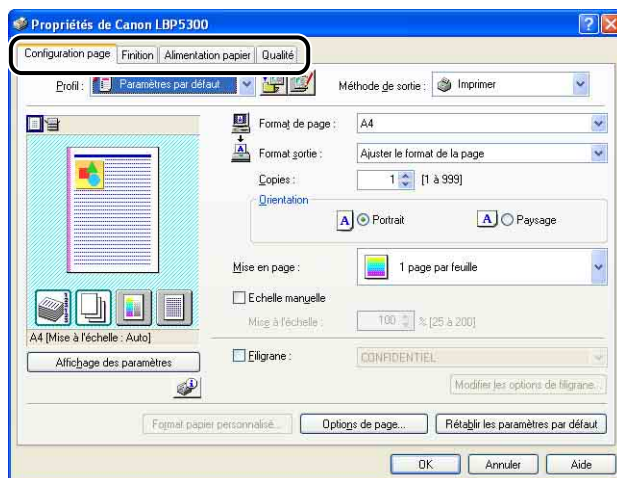 Propriétés de Canon LBP5300
Configuration page Finition Alimentation papier Qualité
Profil : Paramètres par défaut Méthode de sortie : Imprimer
Format de page : A4
Format sortie : Ajuster le format de la page
Copies : 1 [1 à 999]
Orientation
A Portrait A Paysage
Mise en page : 1 page par feuille
Echelle manuelle
Mise à l'échelle : 100 % [25 à 200]
A4 [Mise à l'échelle : Auto]
Affichage des paramètres
Filigrane : CONFIDENTIEL
Modifier les options de filigrane...
Format papier personnalisé... Options de page... Rétablir les paramètres par défaut
OK Annuler Aide